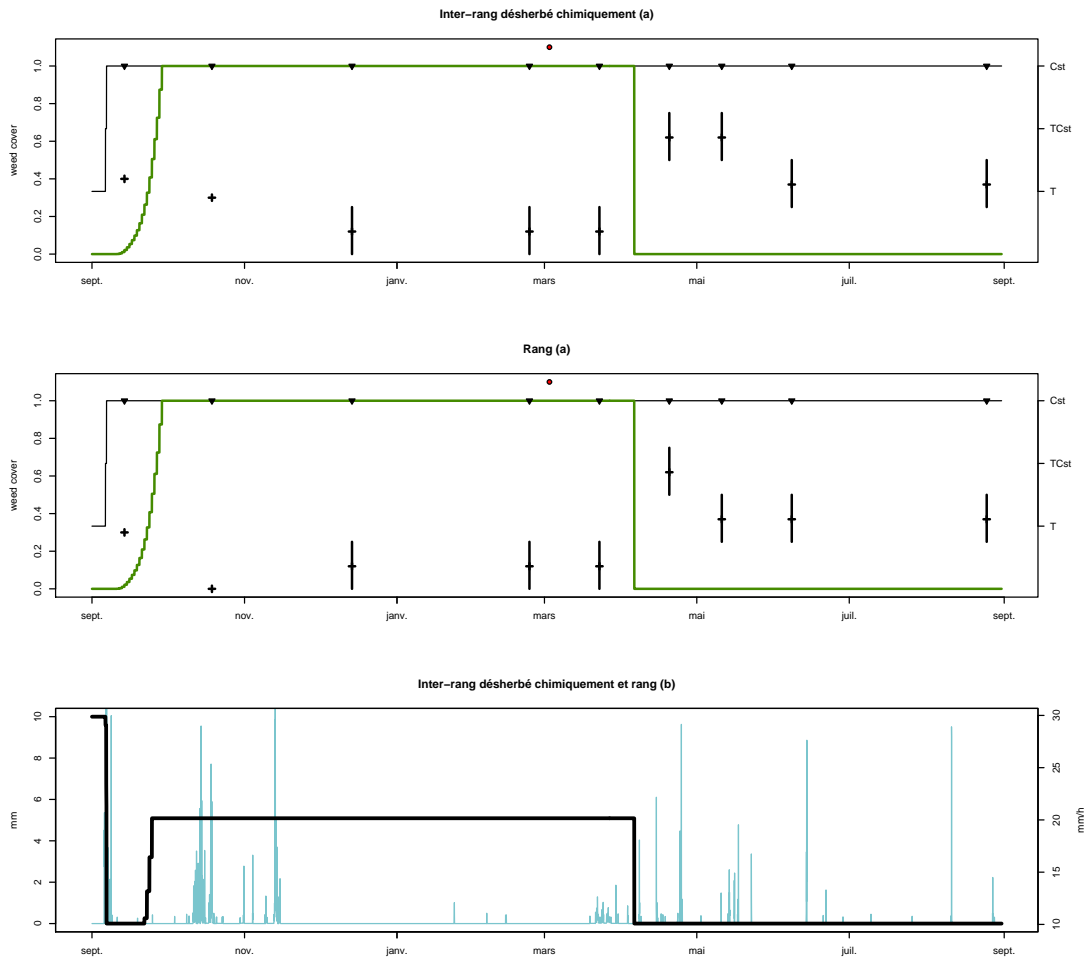 Inter−rang désherbé chimiquement (a)
weed cover
0.0
0.2
0.4
0.6
0.8
1.0
Cst
TCst
T
sept. nov. janv. mars mai juil. sept.
Rang (a)
weed cover
0.0
0.2
0.4
0.6
0.8
1.0
Cst
TCst
T
sept. nov. janv. mars mai juil. sept.
Inter−rang désherbé chimiquement et rang (b)
mm
0
2
4
6
8
10
30
25
20
15
10
mm/h
sept. nov. janv. mars mai juil. sept.